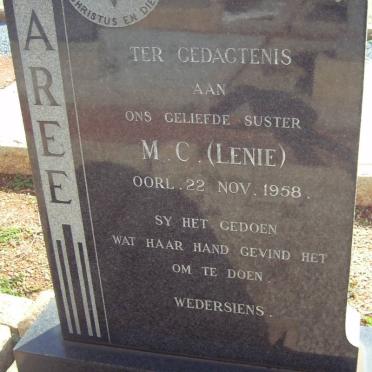 CHRISTUS EN DIE
AREE
TER GEDAGTENIS
AAN
ONS GELIEFDE SUSTER
M.C. (LENIE)
OORL. 22 NOV. 1958.
SY HET GEDOEN
WAT HAAR HAND GEVIND HET
OM TE DOEN
WEDERSIENS.